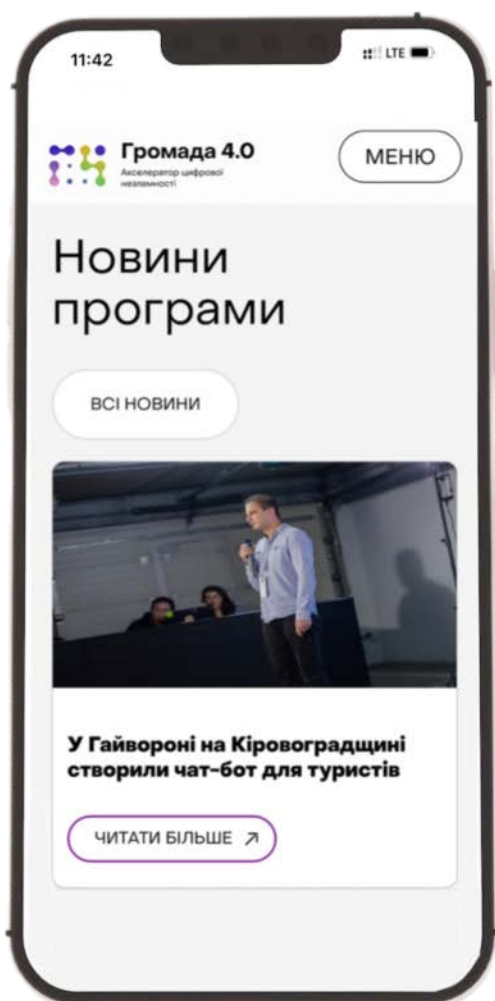 11:42
LTE
Громада 4.0
Акселератор цифрової
незламності
МЕНЮ
Новини
програми
ВСІ НОВИНИ
У Гайвороні на Кіровоградщині
створили чат-бот для туристів
ЧИТАТИ БІЛЬШЕ ↗